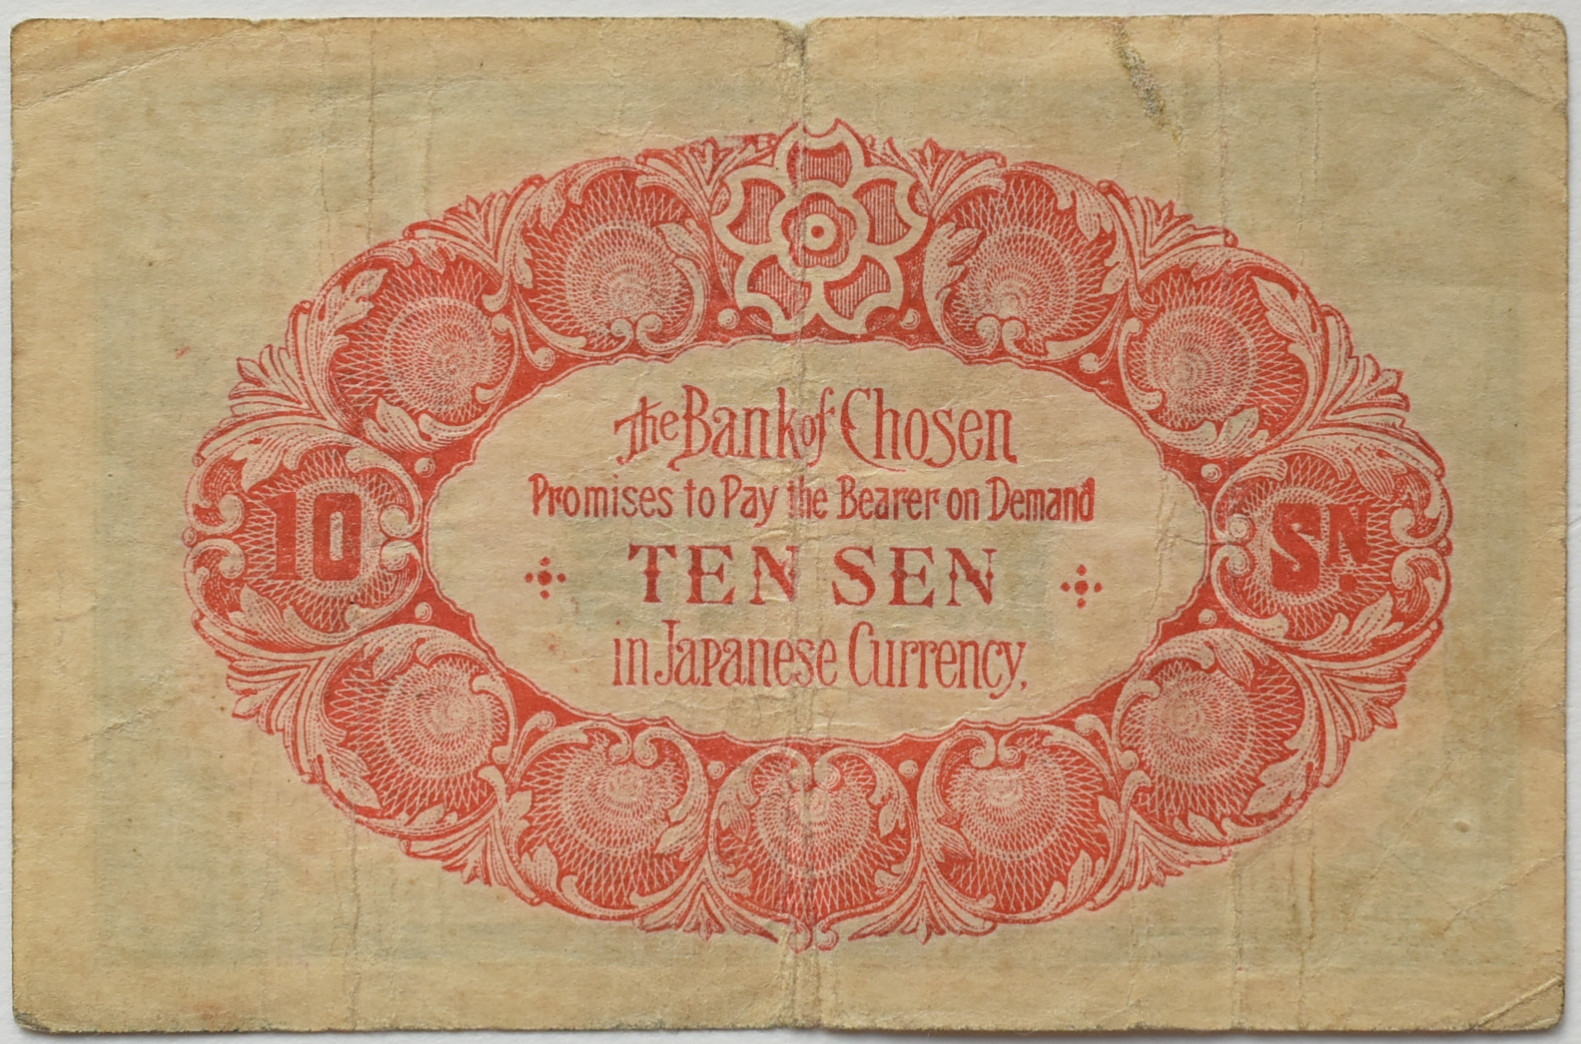 The Bank of Chosen
Promises to Pay the Bearer on Demand
10
TEN SEN
SN.
in Japanese Currency.